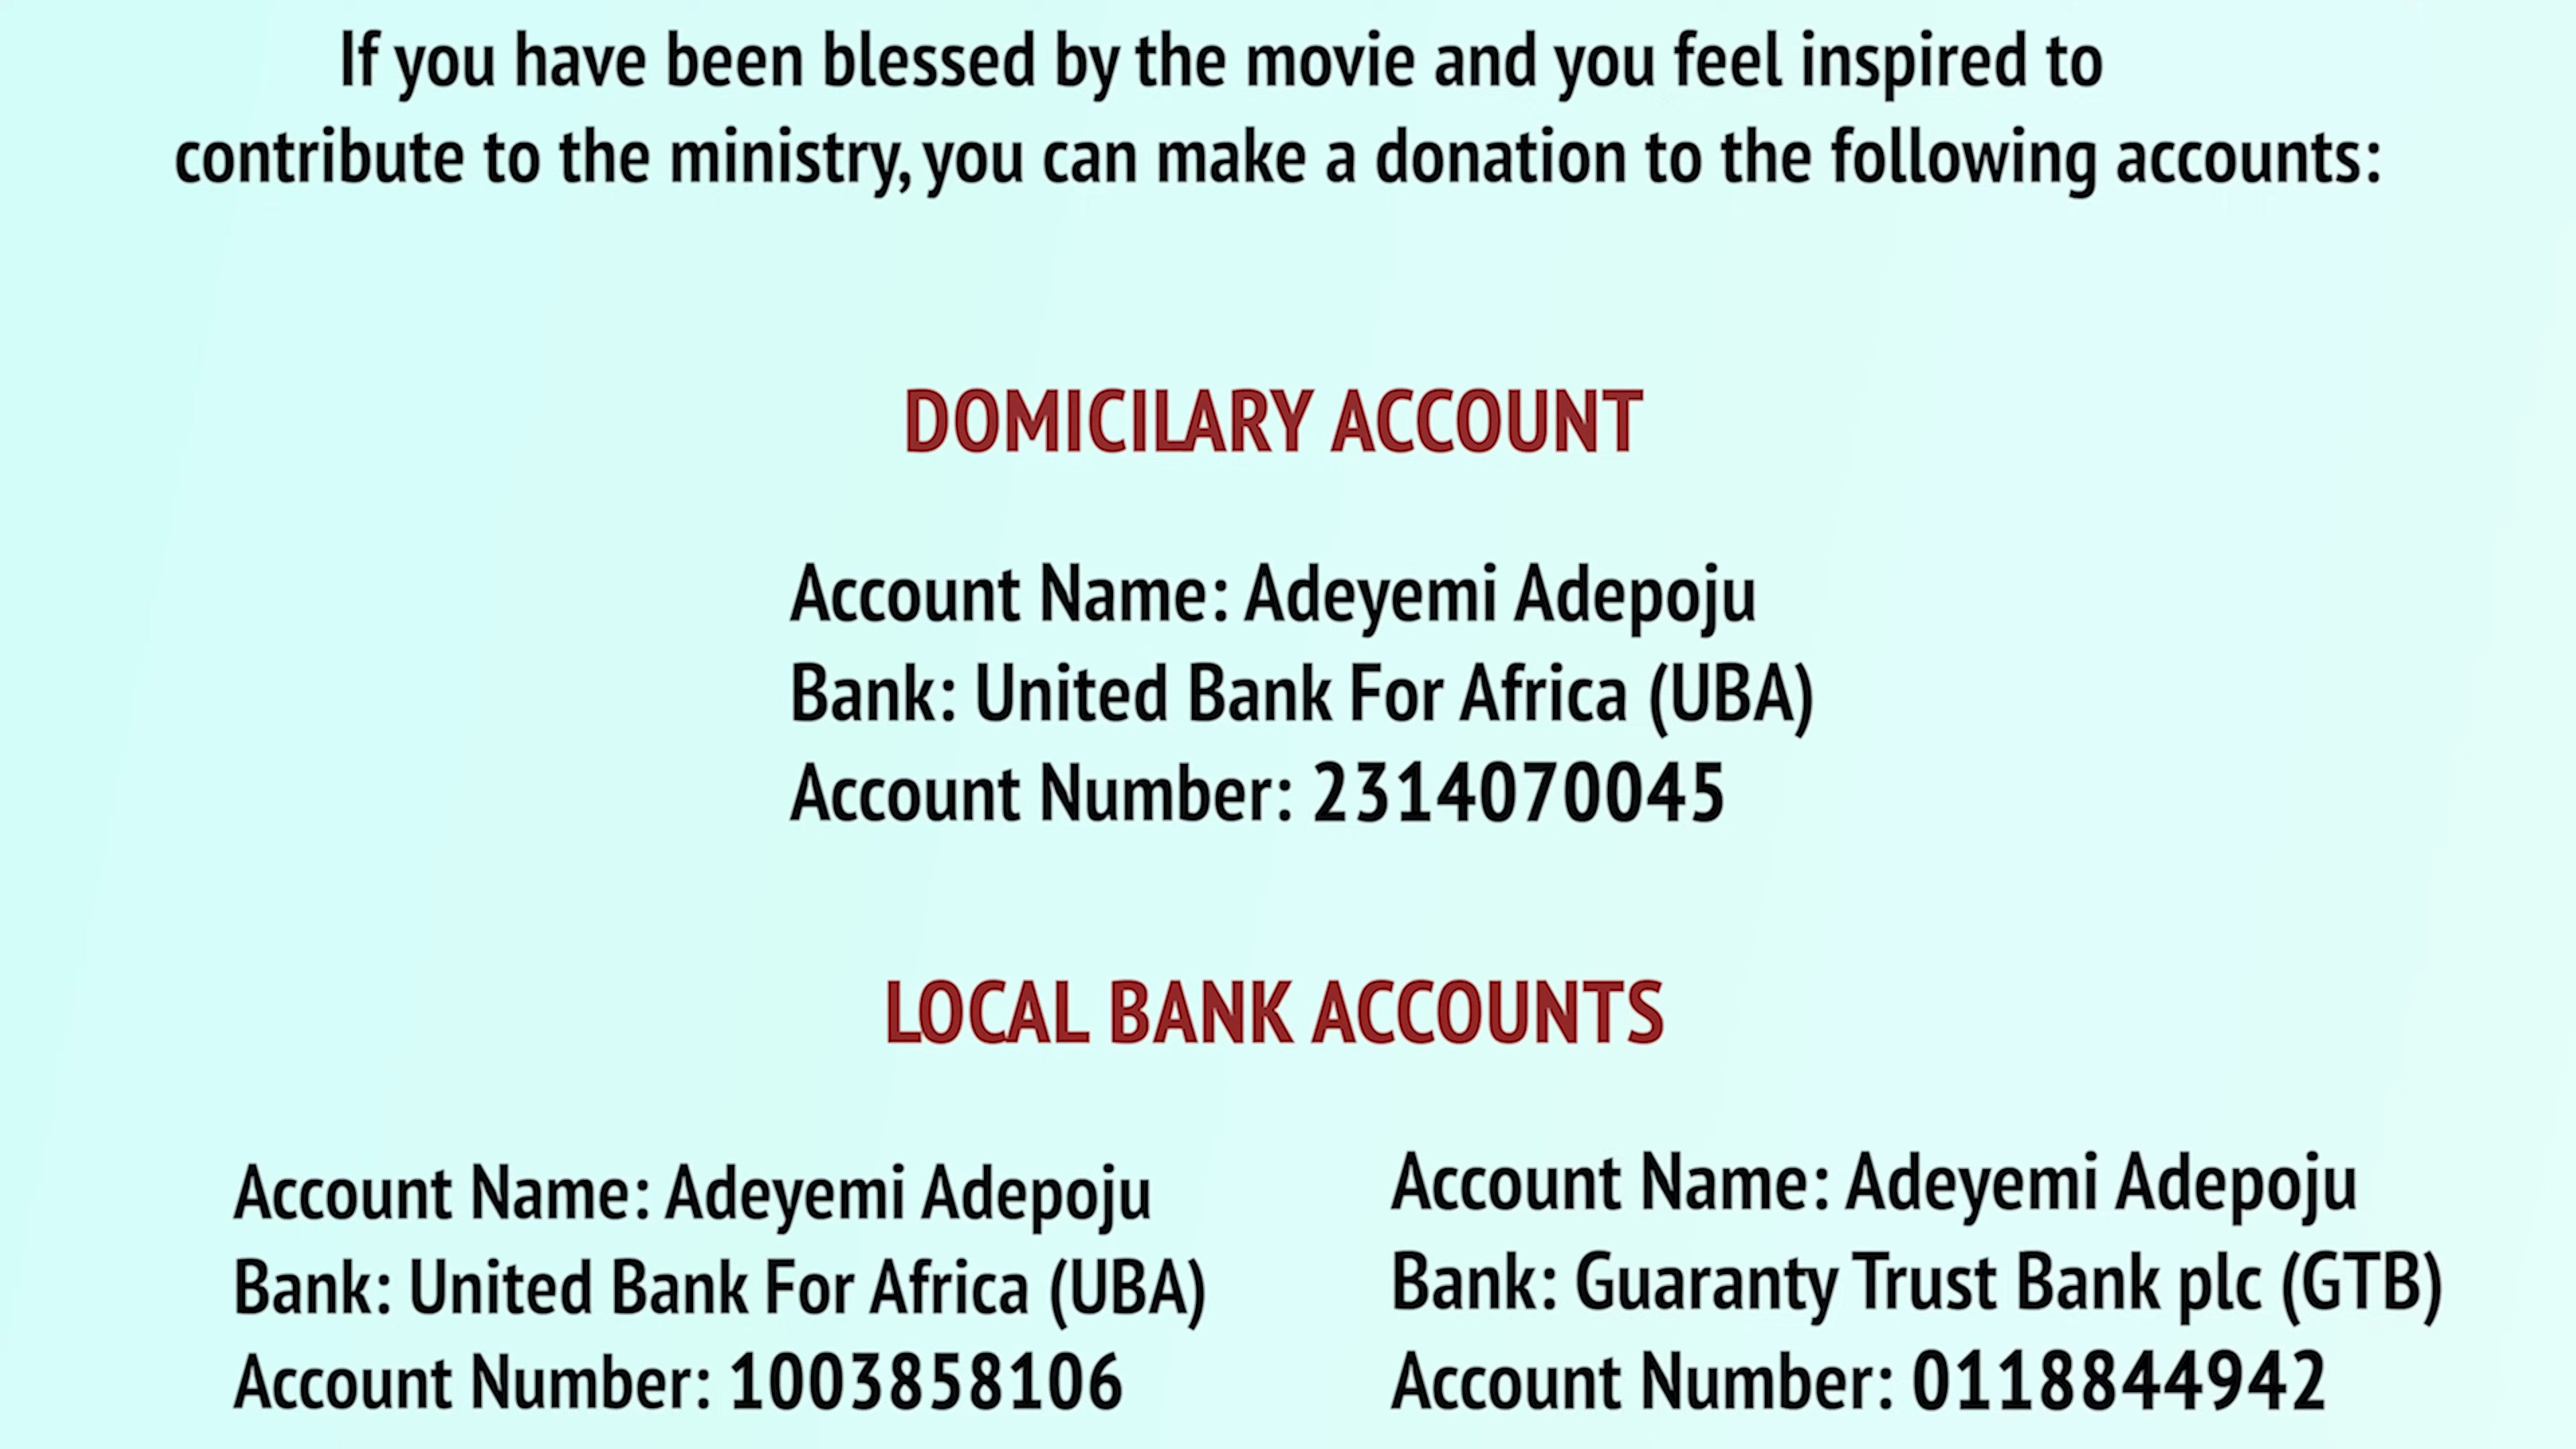 If you have been blessed by the movie and you feel inspired to
contribute to the ministry, you can make a donation to the following accounts:
DOMICILARY ACCOUNT
Account Name: Adeyemi Adepoju
Bank: United Bank For Africa (UBA)
Account Number: 2314070045
LOCAL BANK ACCOUNTS
Account Name: Adeyemi Adepoju
Bank: United Bank For Africa (UBA)
Account Number: 1003858106
Account Name: Adeyemi Adepoju
Bank: Guaranty Trust Bank plc (GTB)
Account Number: 0118844942